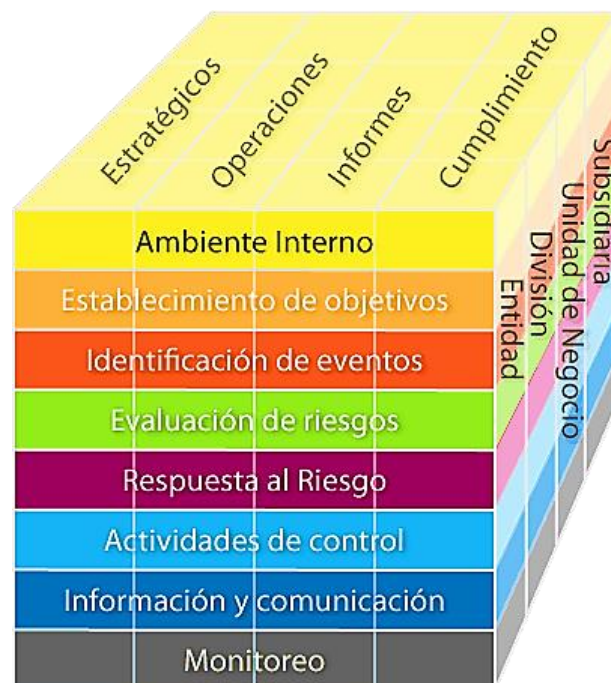 Estratégicos
Operaciones
Informes
Cumplimiento
Ambiente Interno
Establecimiento de objetivos
Identificación de eventos
Evaluación de riesgos
Respuesta al Riesgo
Actividades de control
Información y comunicación
Monitoreo
Entidad
División
Unidad de Negocio
Subsidiaria